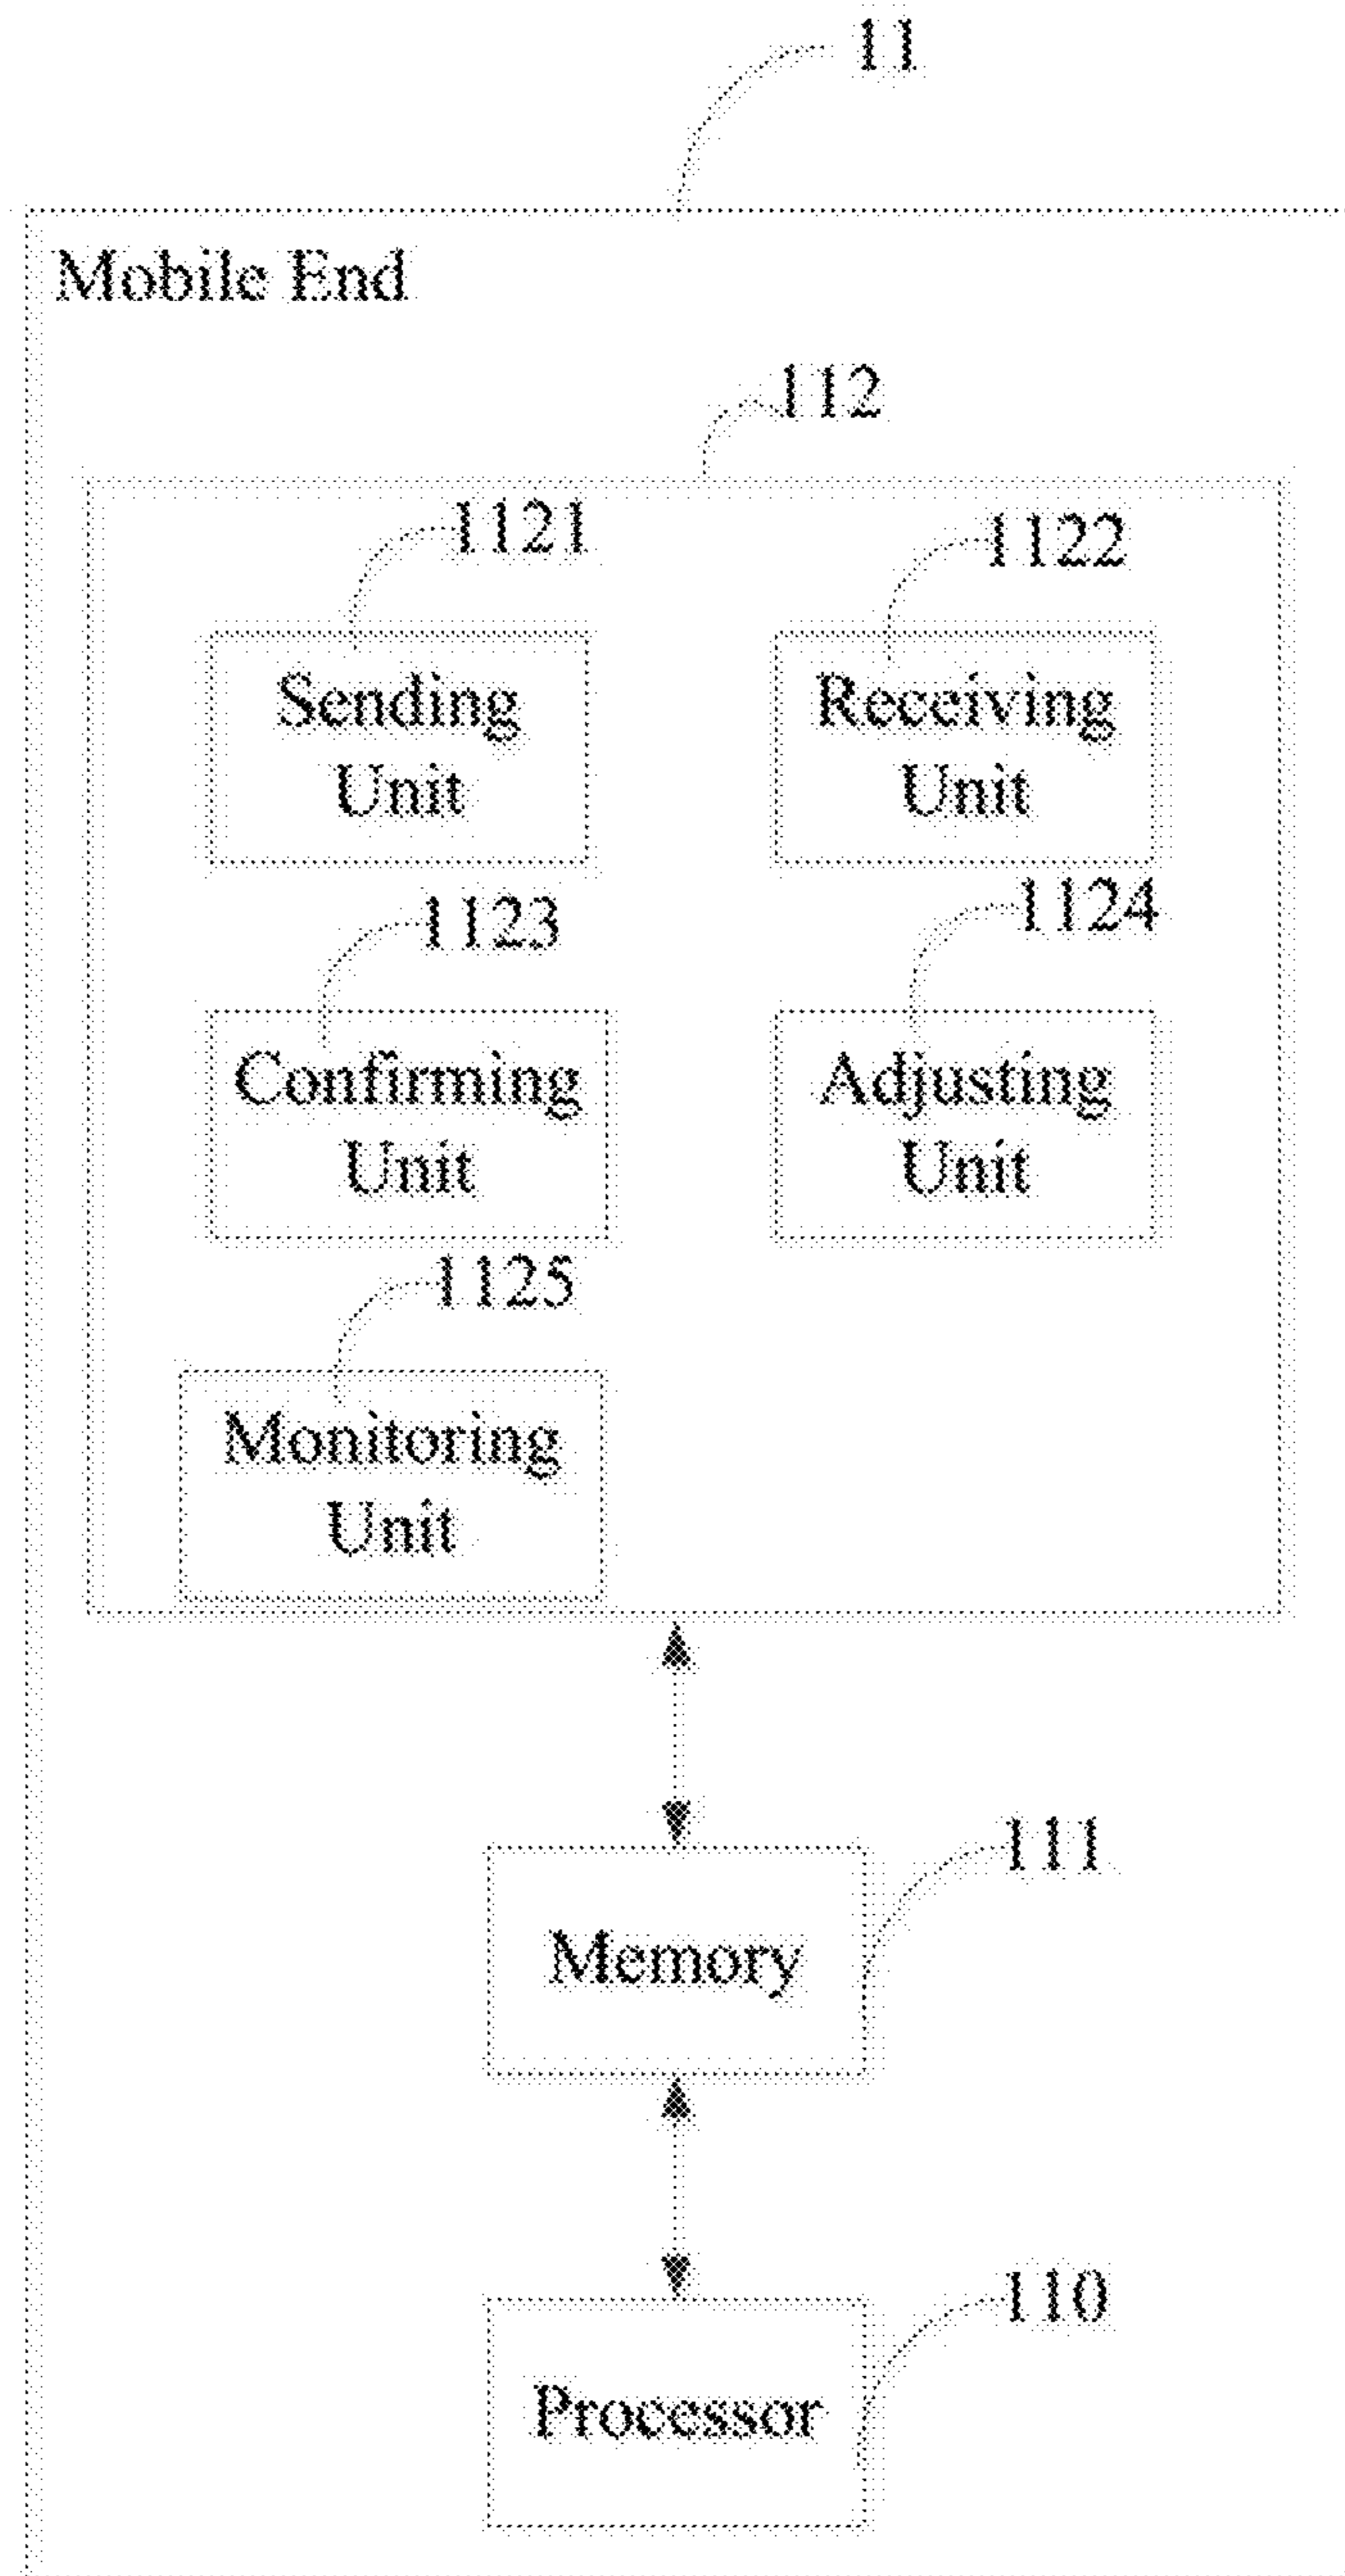 11
Mobile End
112
1121
1122
Sending
Unit
Receiving
Unit
1123
1124
Confirming
Unit
Adjusting
Unit
1125
Monitoring
Unit
111
Memory
110
Processor